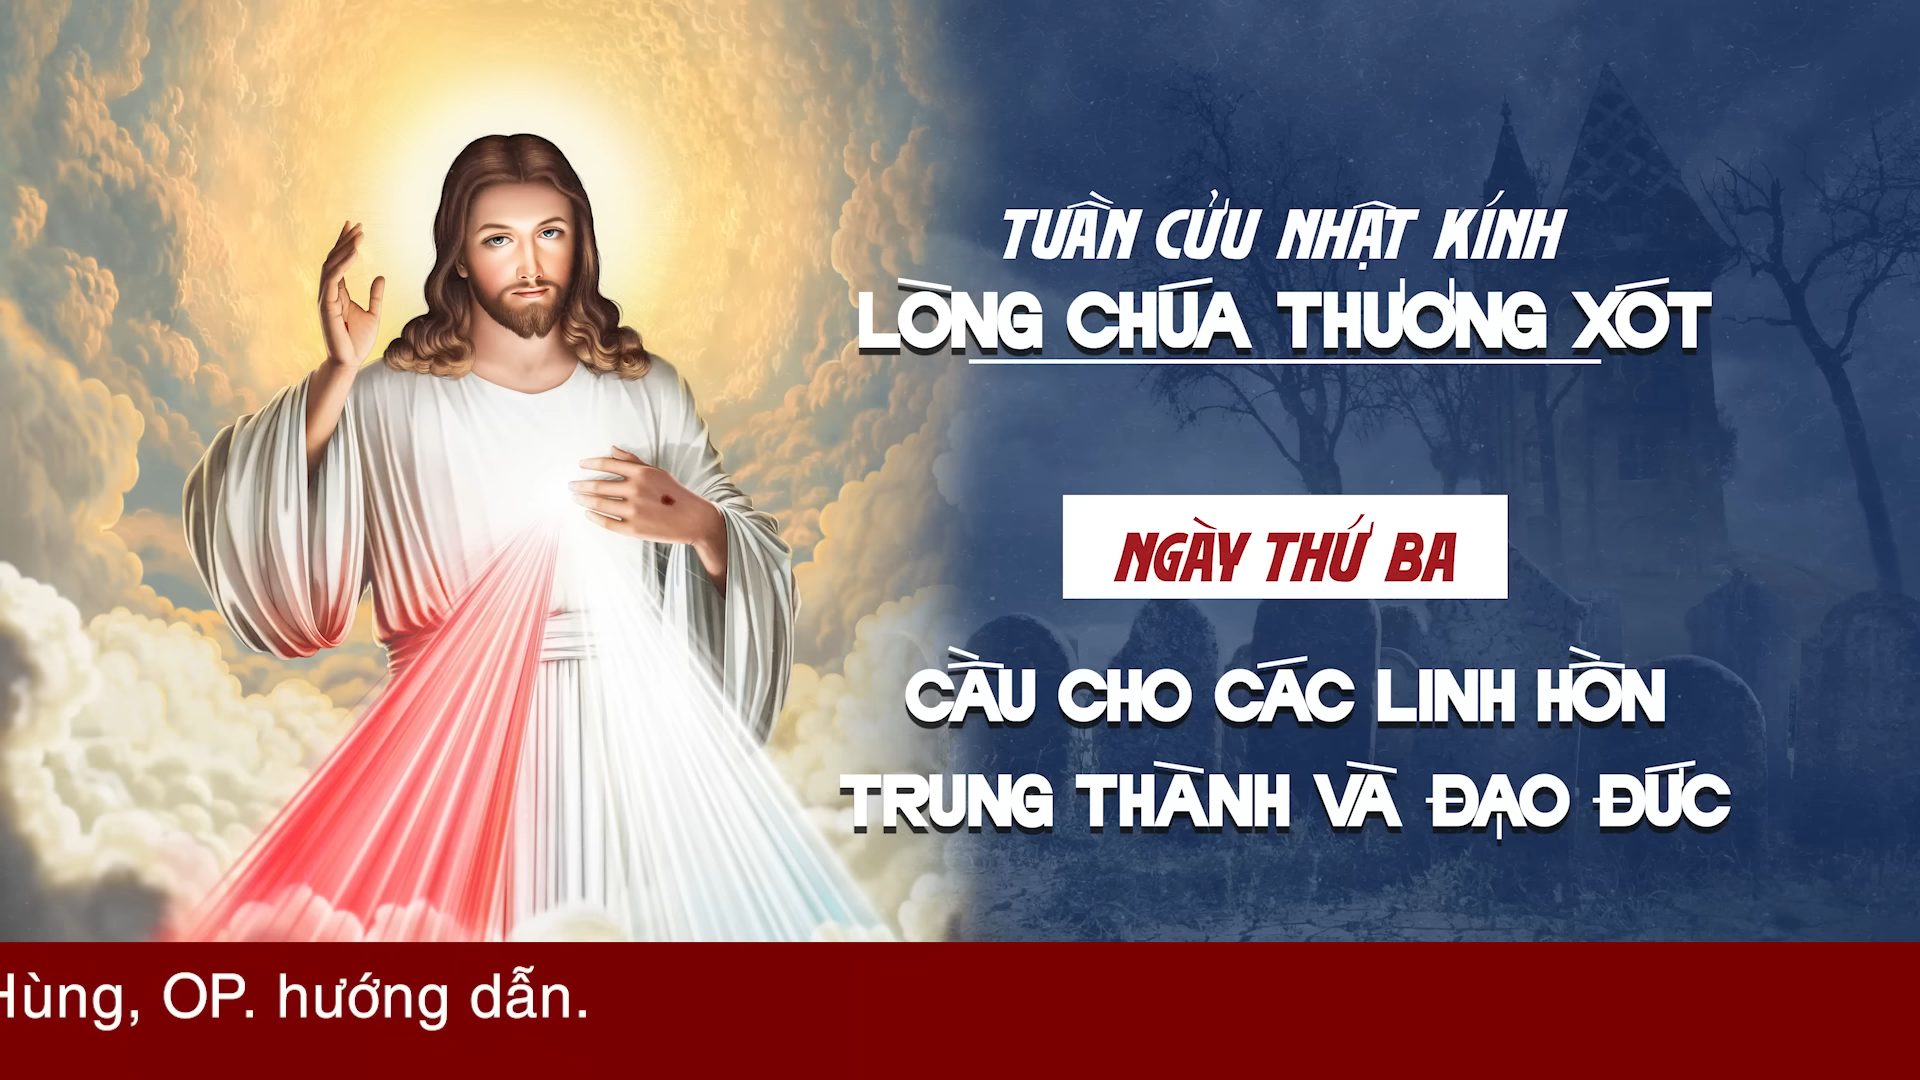 TUẦN CỬU NHẬT KÍNH
LÒNG CHÚA THƯƠNG XÓT
NGÀY THỨ BA
CẦU CHO CÁC LINH HỒN
TRUNG THÀNH VÀ ĐẠO ĐỨC
Hùng, OP. hướng dẫn.